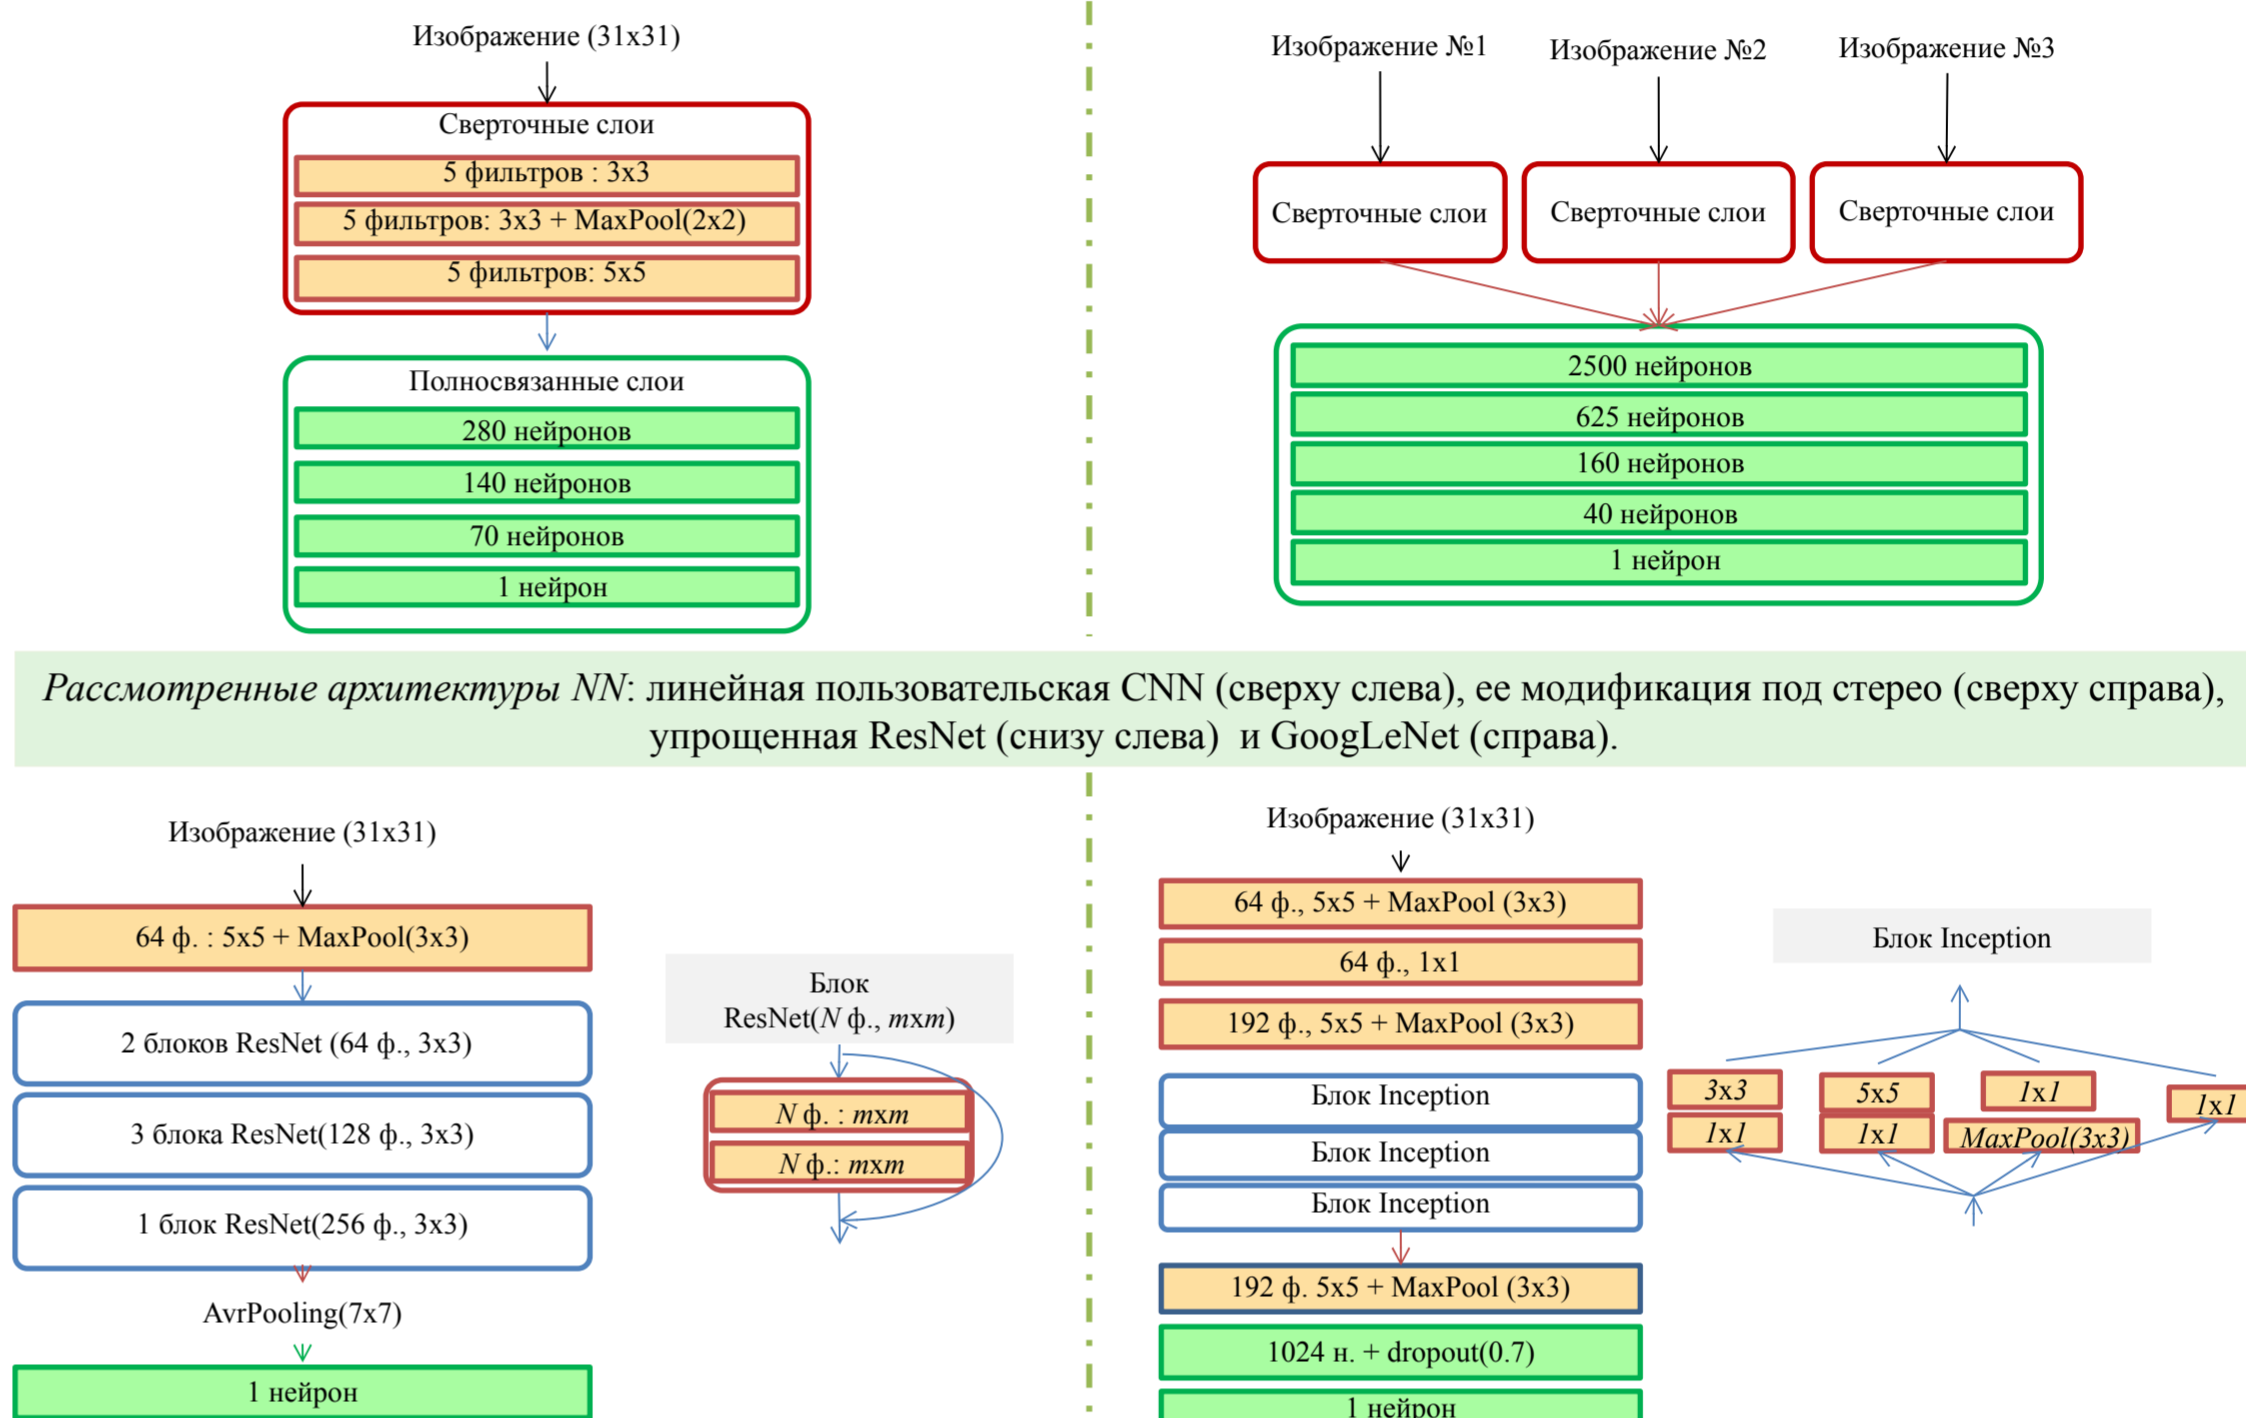 Изображение (31x31)
Сверточные слои
5 фильтров : 3x3
5 фильтров: 3x3 + MaxPool(2x2)
5 фильтров: 5x5
Полносвязанные слои
280 нейронов
140 нейронов
70 нейронов
1 нейрон
Изображение №1
Изображение №2
Изображение №3
Сверточные слои
Сверточные слои
Сверточные слои
2500 нейронов
625 нейронов
160 нейронов
40 нейронов
1 нейрон
Рассмотренные архитектуры NN: линейная пользовательская CNN (сверху слева), ее модификация под стерео (сверху справа),
упрощенная ResNet (снизу слева) и GoogLeNet (справа).
Изображение (31x31)
64 ф. : 5x5 + MaxPool(3x3)
2 блоков ResNet (64 ф., 3x3)
3 блока ResNet(128 ф., 3x3)
1 блок ResNet(256 ф., 3x3)
AvrPooling(7x7)
1 нейрон
Блок
ResNet(N ф., mxm)
N ф. : mxm
N ф.: mxm
Изображение (31x31)
64 ф., 5x5 + MaxPool (3x3)
64 ф., 1x1
192 ф., 5x5 + MaxPool (3x3)
Блок Inception
Блок Inception
Блок Inception
192 ф. 5x5 + MaxPool (3x3)
1024 н. + dropout(0.7)
1 нейрон
Блок Inception
3x3
5x5
1x1
1x1
1x1
1x1
MaxPool(3x3)